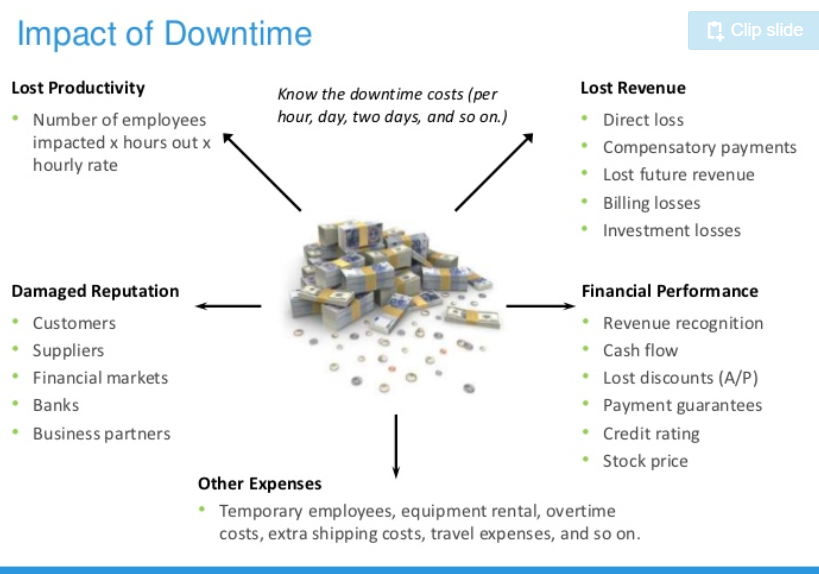 Impact of Downtime
Clip slide
Lost Productivity
• Number of employees
impacted x hours out x
hourly rate
Know the downtime costs (per
hour, day, two days, and so on.)
Lost Revenue
• Direct loss
• Compensatory payments
• Lost future revenue
• Billing losses
• Investment losses
Damaged Reputation
• Customers
• Suppliers
• Financial markets
• Banks
• Business partners
Financial Performance
• Revenue recognition
• Cash flow
• Lost discounts (A/P)
• Payment guarantees
• Credit rating
• Stock price
Other Expenses
• Temporary employees, equipment rental, overtime
costs, extra shipping costs, travel expenses, and so on.